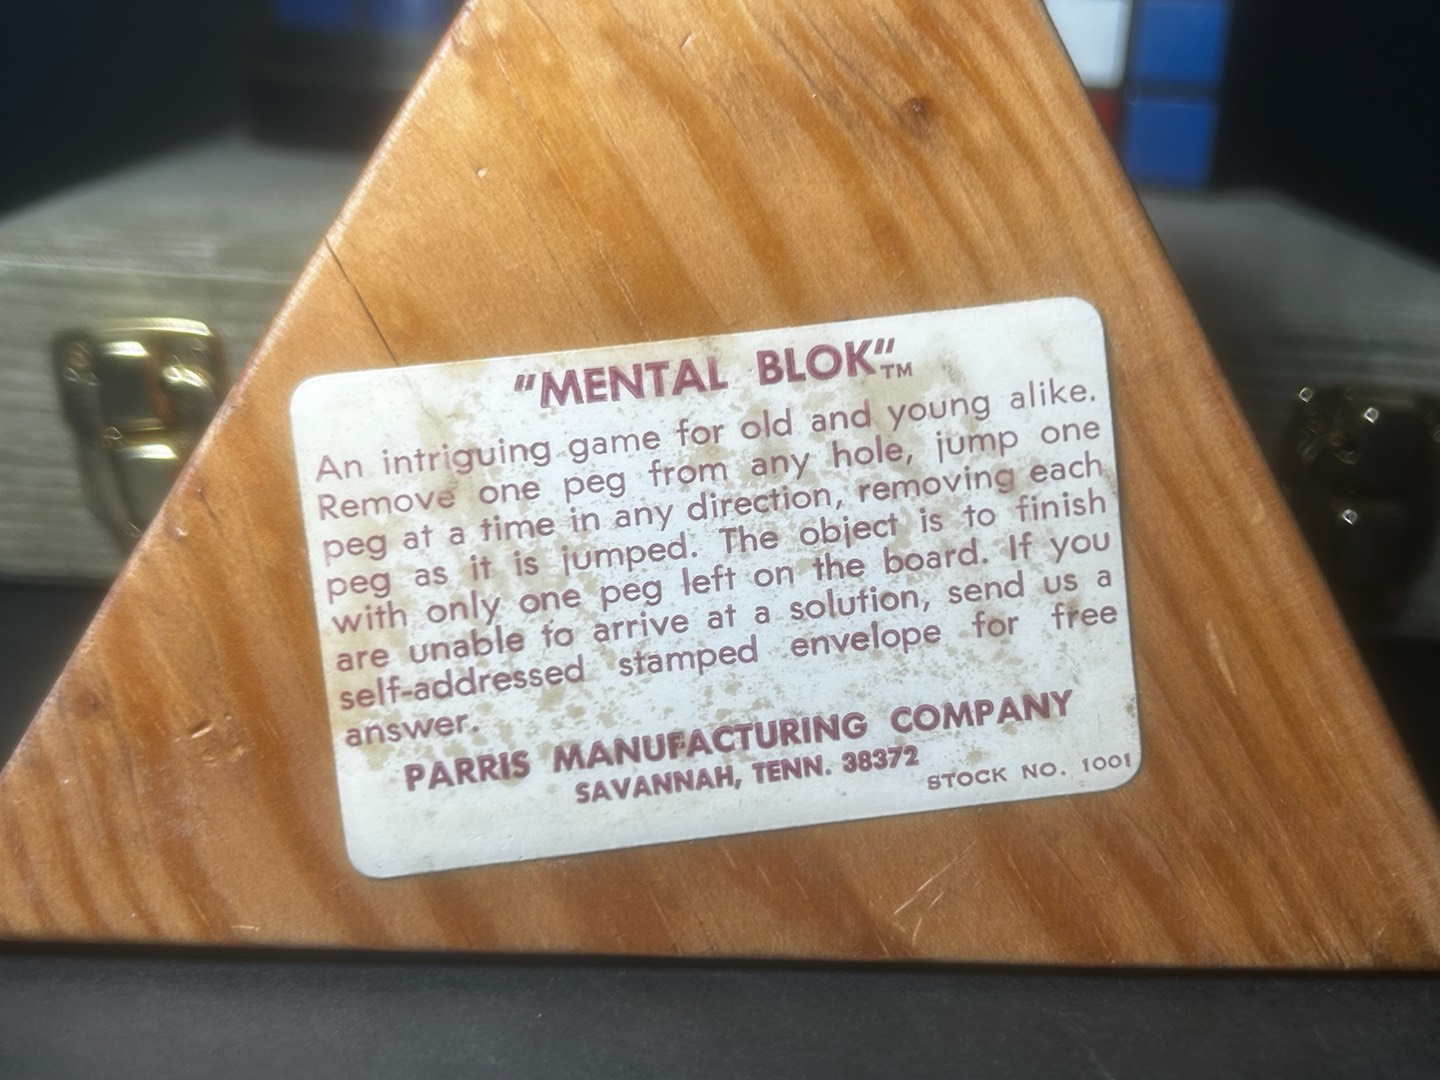 "MENTAL BLOK"™
An intriguing game for old and young alike.
Remove one peg from any hole, jump one
peg at a time in any direction, removing each
peg as it is jumped. The object is to finish
with only one peg left on the board. If you
are unable to arrive at a solution, send us a
self-addressed stamped envelope for free
answer.
PARRIS MANUFACTURING COMPANY
SAVANNAH, TENN. 38372
STOCK NO. 1001